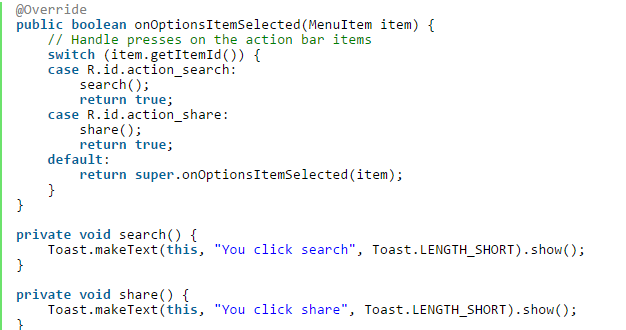 @Override
public boolean onOptionsItemSelected(MenuItem item) {
    // Handle presses on the action bar items
    switch (item.getItemId()) {
    case R.id.action_search:
        search();
        return true;
    case R.id.action_share:
        share();
        return true;
    default:
        return super.onOptionsItemSelected(item);
    }
}

private void search() {
    Toast.makeText(this, "You click search", Toast.LENGTH_SHORT).show();
}

private void share() {
    Toast.makeText(this, "You click share", Toast.LENGTH_SHORT).show();
}